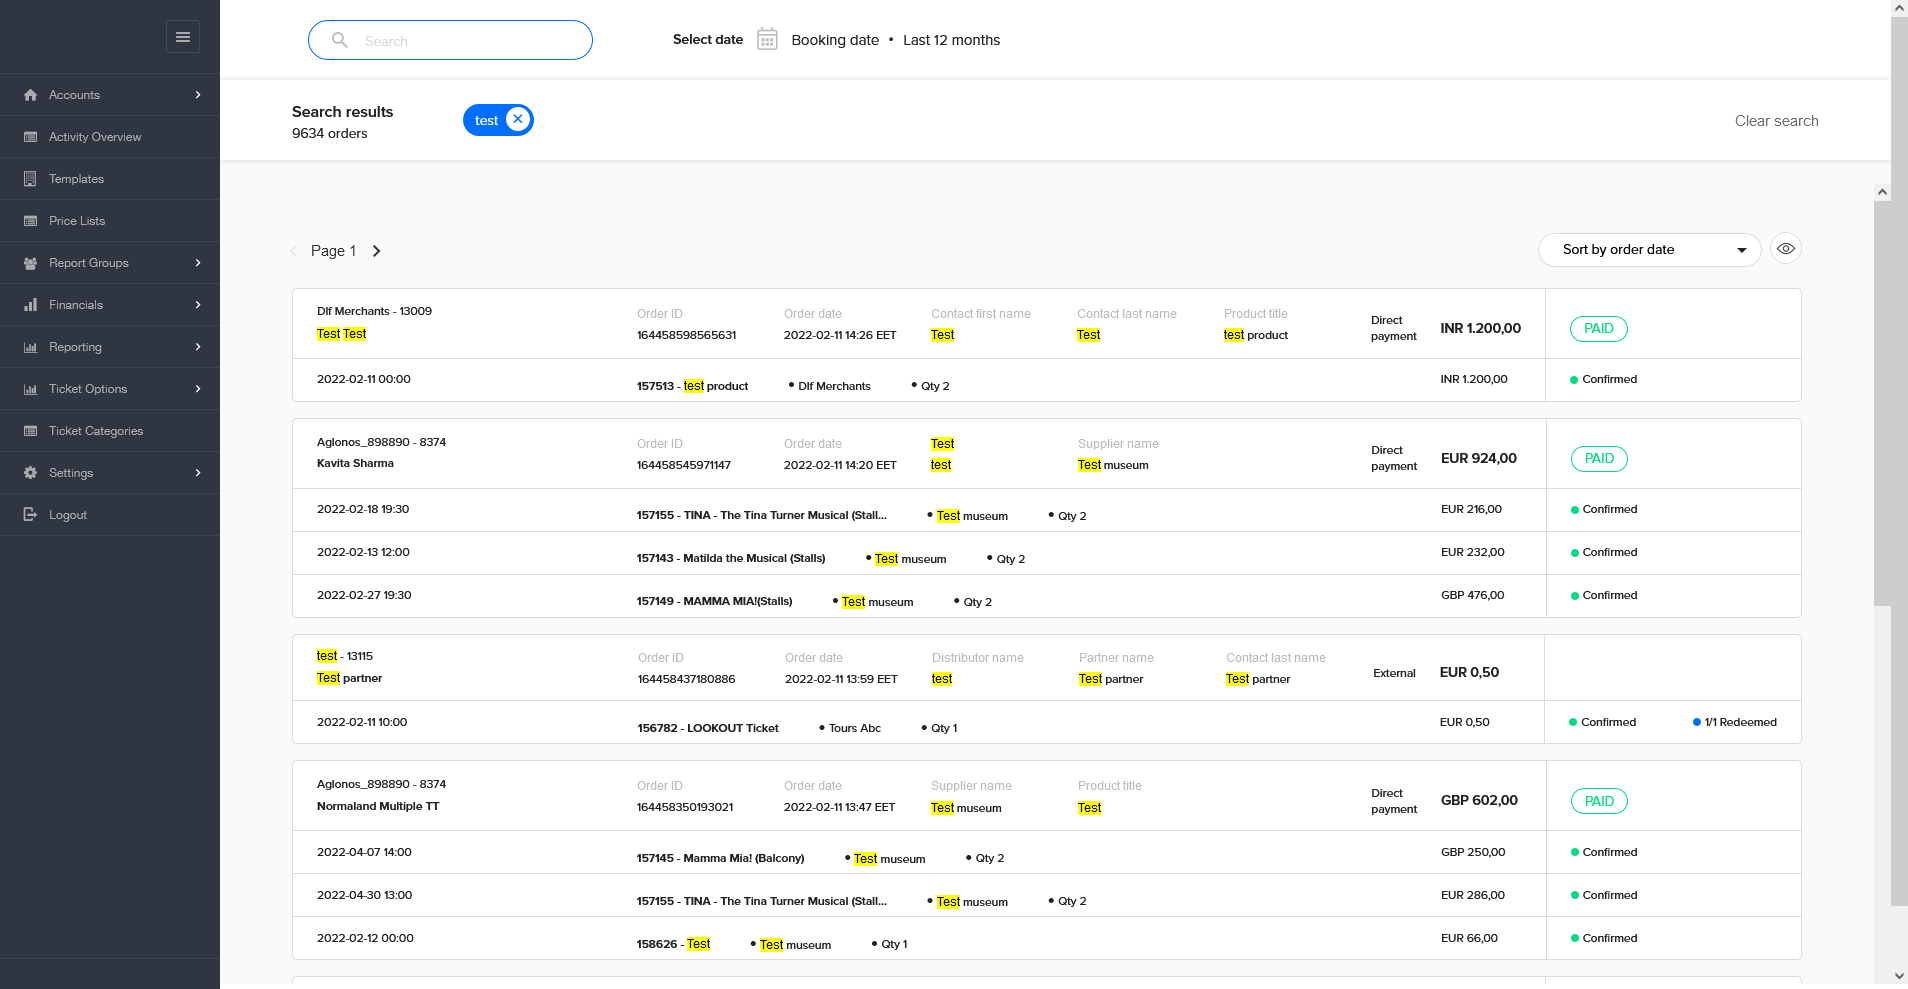 Search
Select date Booking date • Last 12 months
Accounts
Activity Overview
Templates
Price Lists
Report Groups
Financials
Reporting
Ticket Options
Ticket Categories
Settings
Logout
Search results
9634 orders
test
Clear search
Page 1
Sort by order date
Dlf Merchants - 13009
Test Test
Order ID
164458598565631
Order date
2022-02-11 14:26 EET
Contact first name
Test
Contact last name
Test
Product title
test product
Direct
payment
INR 1.200,00
PAID
2022-02-11 00:00 157513 - test product • Dlf Merchants • Qty 2 INR 1.200,00 Confirmed
Aglonos_898890 - 8374
Kavita Sharma
Order ID
164458545971147
Order date
2022-02-11 14:20 EET
Test
test
Supplier name
Test museum
Direct
payment
EUR 924,00
PAID
2022-02-18 19:30 157155 - TINA - The Tina Turner Musical (Stall... • Test museum • Qty 2 EUR 216,00 Confirmed
2022-02-13 12:00 157143 - Matilda the Musical (Stalls) • Test museum • Qty 2 EUR 232,00 Confirmed
2022-02-27 19:30 157149 - MAMMA MIA!(Stalls) • Test museum • Qty 2 GBP 476,00 Confirmed
test - 13115
Test partner
Order ID
164458437180886
Order date
2022-02-11 13:59 EET
Distributor name
test
Partner name
Test partner
Contact last name
Test partner
External
EUR 0,50
2022-02-11 10:00 156782 - LOOKOUT Ticket • Tours Abc • Qty 1 EUR 0,50 Confirmed 1/1 Redeemed
Aglonos_898890 - 8374
Normaland Multiple TT
Order ID
164458350193021
Order date
2022-02-11 13:47 EET
Supplier name
Test museum
Product title
Test
Direct
payment
GBP 602,00
PAID
2022-04-07 14:00 157145 - Mamma Mia! (Balcony) • Test museum • Qty 2 GBP 250,00 Confirmed
2022-04-30 13:00 157155 - TINA - The Tina Turner Musical (Stall... • Test museum • Qty 2 EUR 286,00 Confirmed
2022-02-12 00:00 158626 - Test • Test museum • Qty 1 EUR 66,00 Confirmed